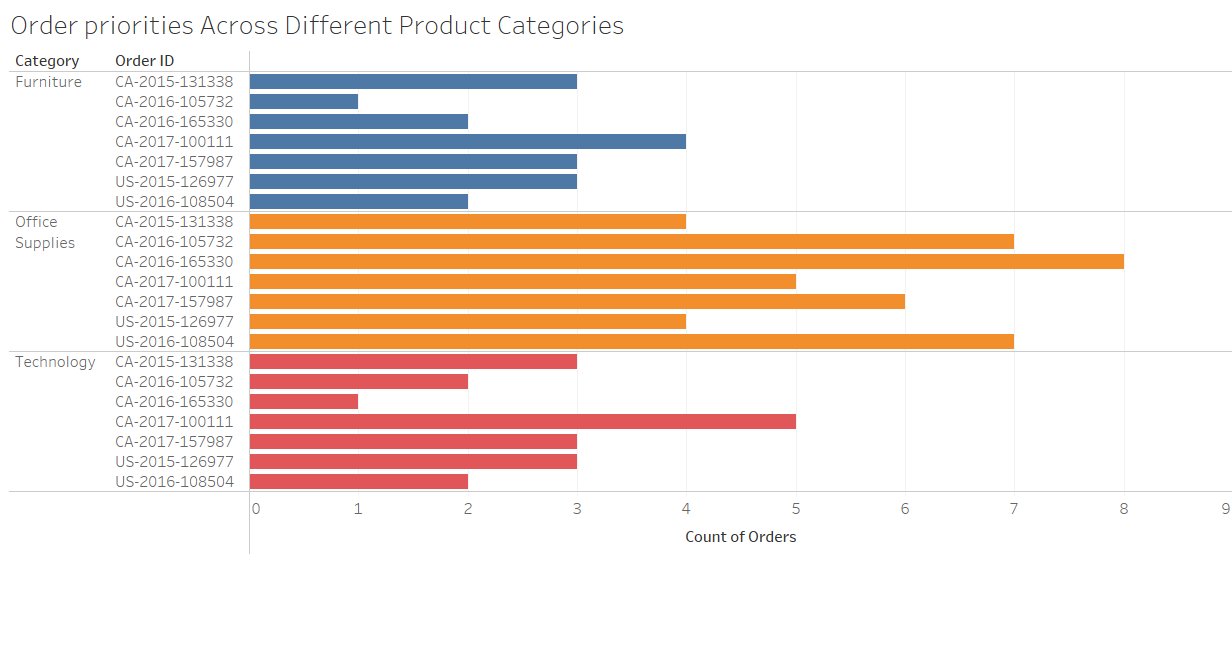 Order priorities Across Different Product Categories
Category Order ID
Furniture CA-2015-131338
CA-2016-105732
CA-2016-165330
CA-2017-100111
CA-2017-157987
US-2015-126977
US-2016-108504
Office CA-2015-131338
Supplies CA-2016-105732
CA-2016-165330
CA-2017-100111
CA-2017-157987
US-2015-126977
US-2016-108504
Technology CA-2015-131338
CA-2016-105732
CA-2016-165330
CA-2017-100111
CA-2017-157987
US-2015-126977
US-2016-108504
0 1 2 3 4 5 6 7 8 9
Count of Orders